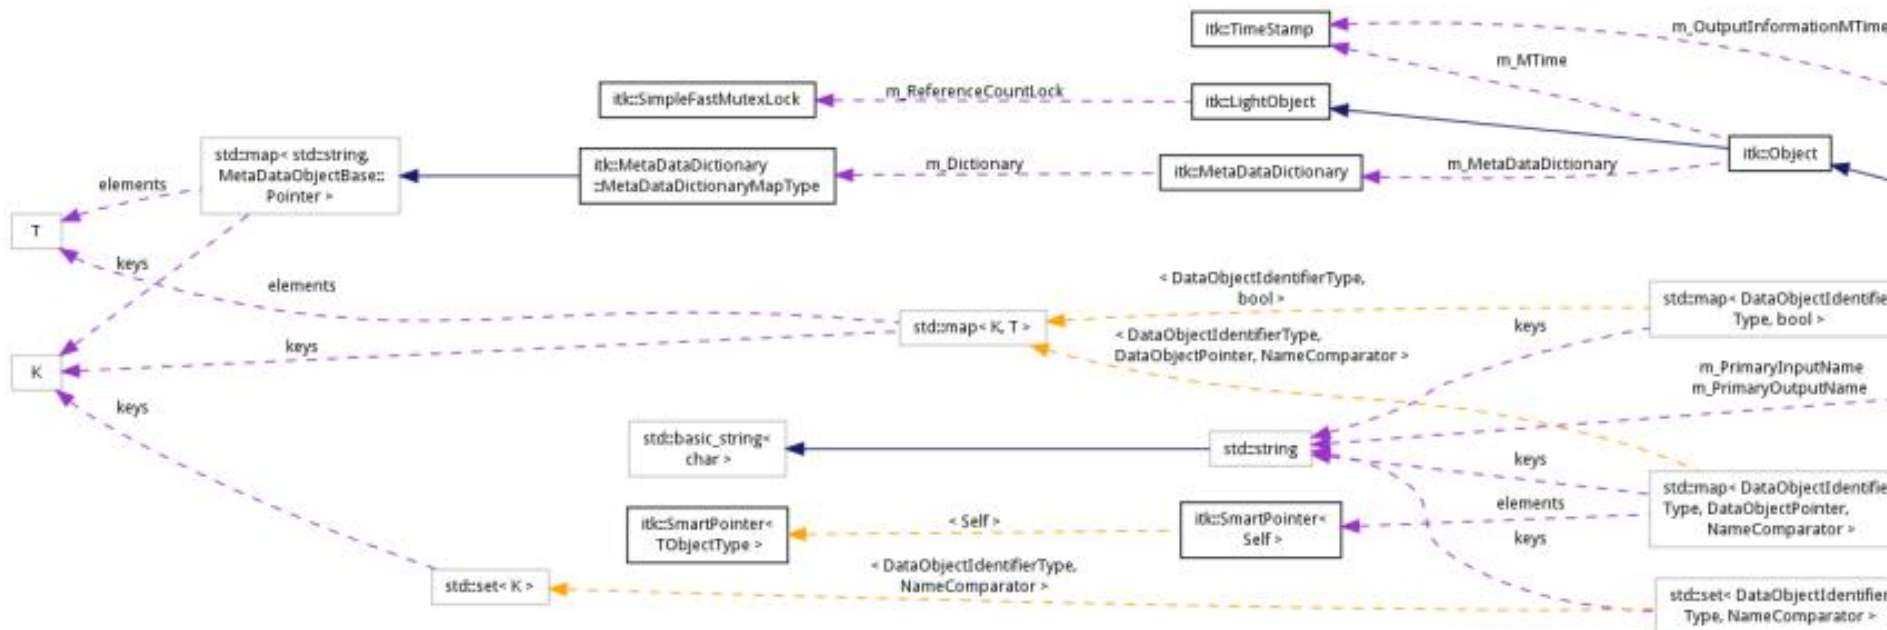 itk::TimeStamp
m_OutputInformationMTime
m_MTime
itk::SimpleFastMutexLock
m_ReferenceCountLock
itk::LightObject
itk::Object
std::map< std::string,
MetaDataObjectBase::
Pointer >
itk::MetaDataDictionary
::MetaDataDictionaryMapType
m_Dictionary
itk::MetaDataDictionary
m_MetaDataDictionary
elements
T
keys
elements
< DataObjectIdentifierType,
bool >
std::map< DataObjectIdentifie
Type, bool >
std::map< K, T >
keys
< DataObjectIdentifierType,
DataObjectPointer, NameComparator >
keys
K
m_PrimaryInputName
m_PrimaryOutputName
keys
std::basic_string<
char >
std::string
keys
std::map< DataObjectIdentifie
Type, DataObjectPointer,
NameComparator >
elements
itk::SmartPointer<
TObjectType >
< Self >
itk::SmartPointer<
Self >
keys
std::set< K >
< DataObjectIdentifierType,
NameComparator >
std::set< DataObjectIdentifier
Type, NameComparator >